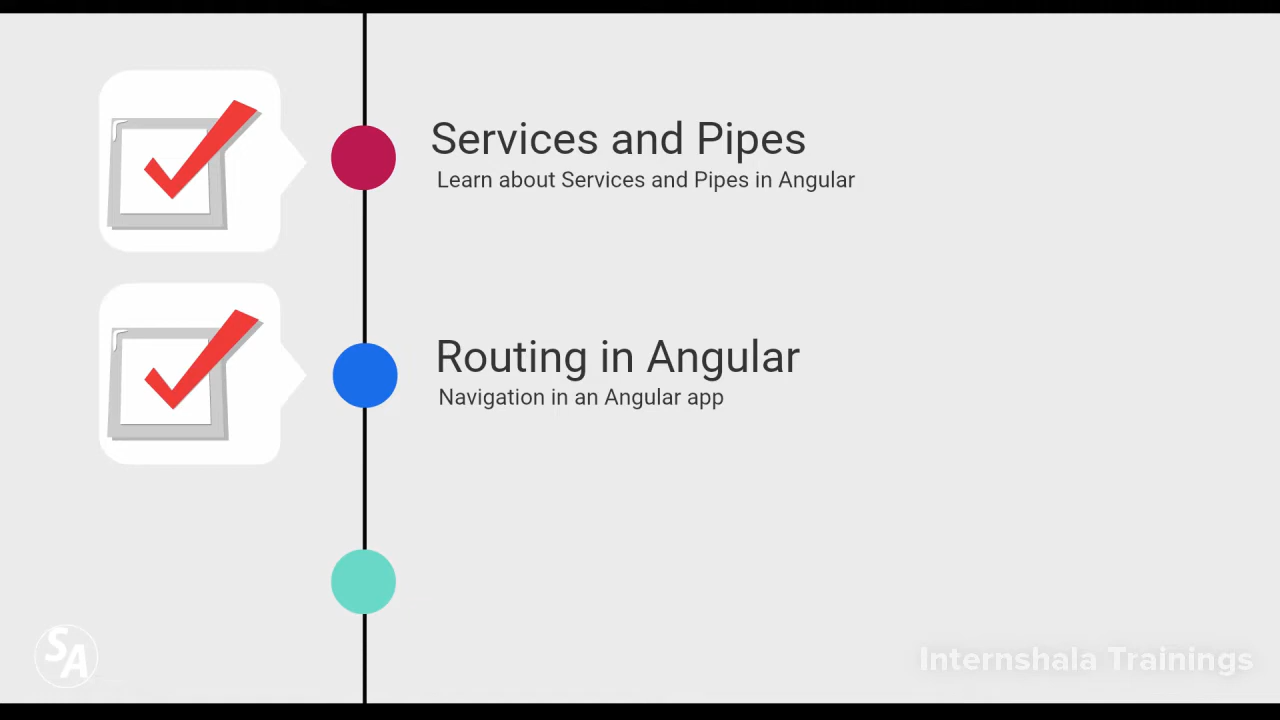 Services and Pipes
Learn about Services and Pipes in Angular
Routing in Angular
Navigation in an Angular app
SA
Internshala Trainings